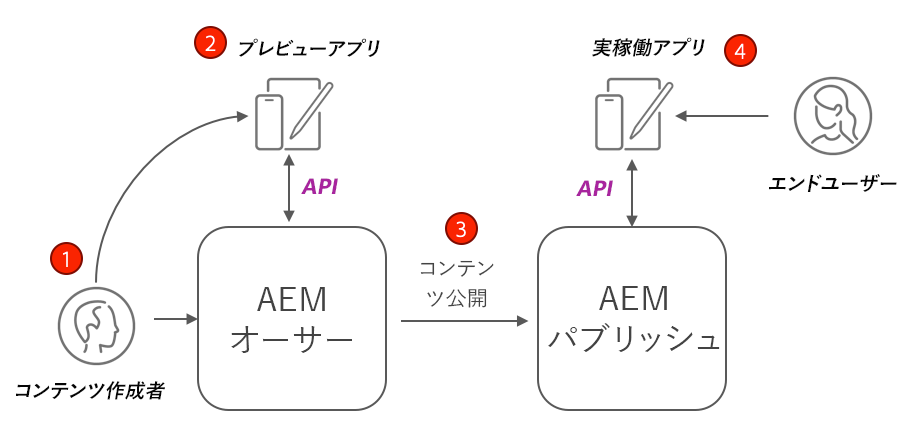 2
プレビューアプリ
実稼働アプリ
4
API
API
エンドユーザー
1
3
コンテン
ツ公開
AEM
オーサー
AEM
パブリッシュ
コンテンツ作成者